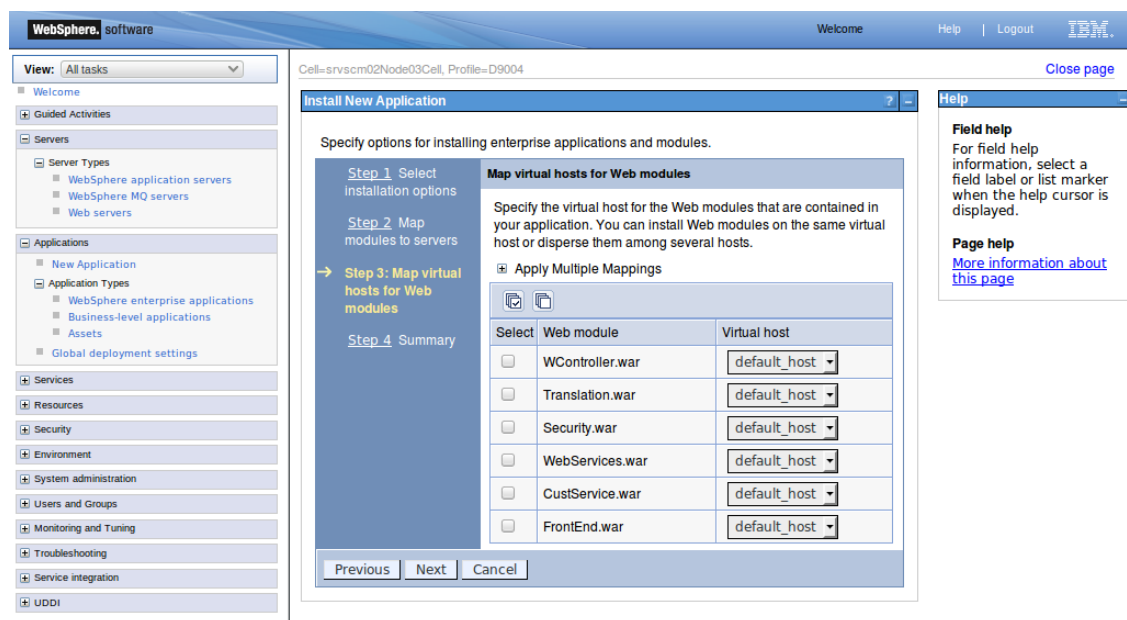 WebSphere. software
Welcome
Help | Logout
IBM.
View: All tasks
Welcome
Guided Activities
Servers
Server Types
WebSphere application servers
WebSphere MQ servers
Web servers
Applications
New Application
Application Types
WebSphere enterprise applications
Business-level applications
Assets
Global deployment settings
Services
Resources
Security
Environment
System administration
Users and Groups
Monitoring and Tuning
Troubleshooting
Service integration
UDDI
Cell=srvscm02Node03Cell, Profile=D9004
Close page
Install New Application
? –
Specify options for installing enterprise applications and modules.
Step 1 Select
installation options
Step 2 Map
modules to servers
Step 3: Map virtual
hosts for Web
modules
Step 4 Summary
Map virtual hosts for Web modules
Specify the virtual host for the Web modules that are contained in
your application. You can install Web modules on the same virtual
host or disperse them among several hosts.
Apply Multiple Mappings
Select Web module Virtual host
WController.war default_host
Translation.war default_host
Security.war default_host
WebServices.war default_host
CustService.war default_host
FrontEnd.war default_host
Previous Next Cancel
Help
Field help
For field help
information, select a
field label or list marker
when the help cursor is
displayed.
Page help
More information about
this page